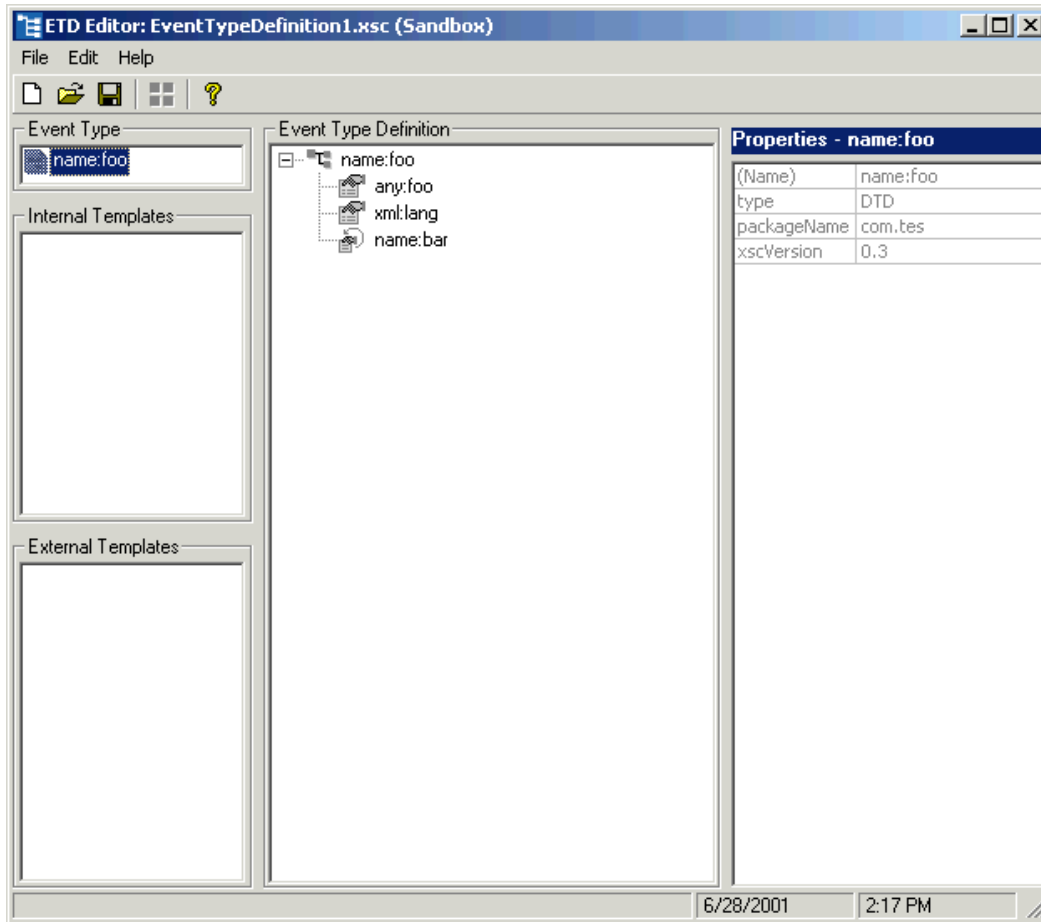 ETD Editor: EventTypeDefinition1.xsc (Sandbox)
File Edit Help
Event Type
name:foo
Internal Templates
External Templates
Event Type Definition
name:foo
any:foo
xml:lang
name:bar
Properties - name:foo
(Name) name:foo
type DTD
packageName com.tes
xscVersion 0.3
6/28/2001 2:17 PM